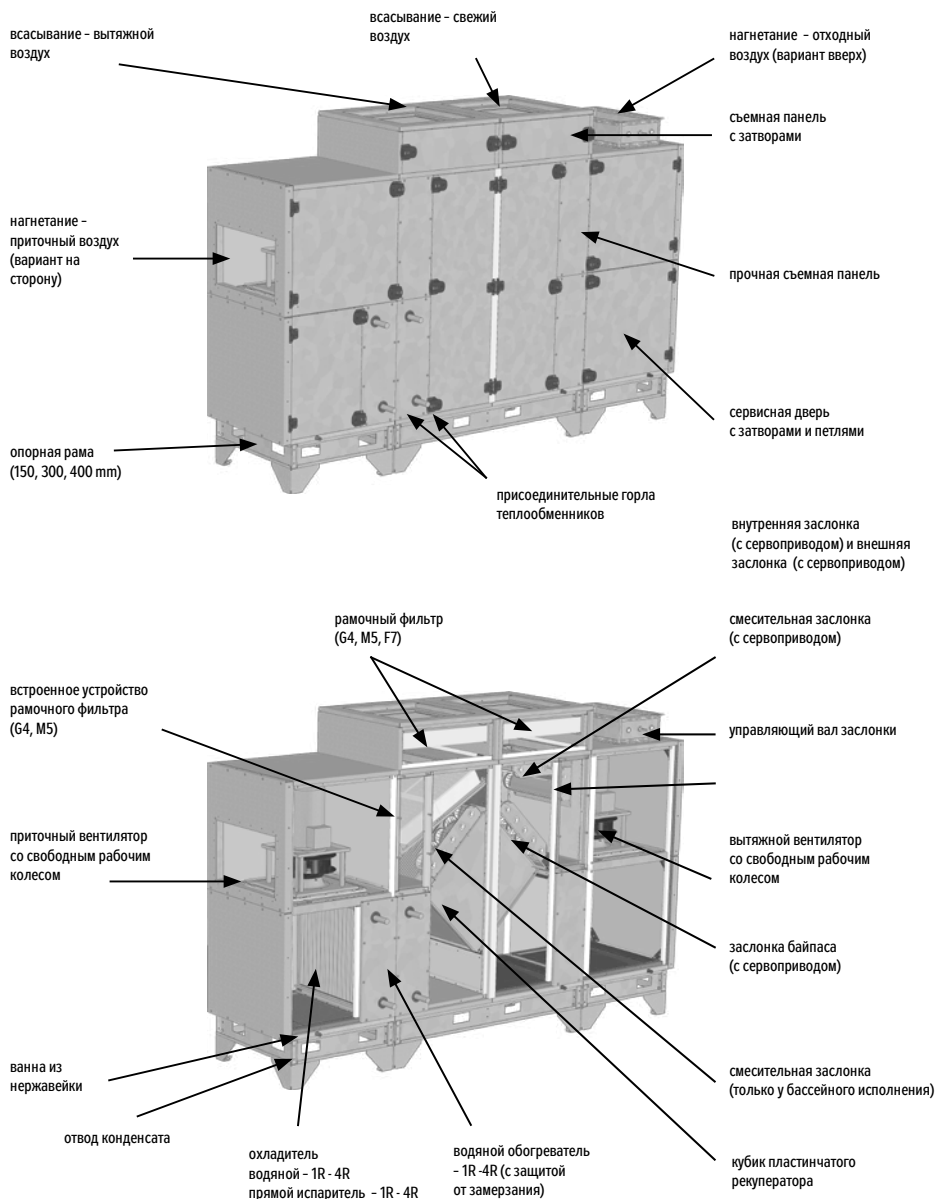 всасывание – вытяжной
воздух
всасывание – свежий
воздух
нагнетание – отходный
воздух (вариант вверх)
съемная панель
с затворами
нагнетание –
приточный воздух
(вариант на
сторону)
прочная съемная панель
сервисная дверь
с затворами и петлями
опорная рама
(150, 300, 400 mm)
присоединительные горла
теплообменников
внутренняя заслонка
(с сервоприводом) и внешняя
заслонка (с сервоприводом)
рамочный фильтр
(G4, M5, F7)
смесительная заслонка
(с сервоприводом)
встроенное устройство
рамочного фильтра
(G4, M5)
управляющий вал заслонки
приточный вентилятор
со свободным рабочим
колесом
вытяжной вентилятор
со свободным рабочим
колесом
заслонка байпаса
(с сервоприводом)
ванна из
нержавейки
смесительная заслонка
(только у бассейного исполнения)
отвод конденсата
охладитель
водяной – 1R - 4R
прямой испаритель – 1R - 4R
водяной обогреватель
– 1R -4R (с защитой
от замерзания)
кубик пластинчатого
рекуператора